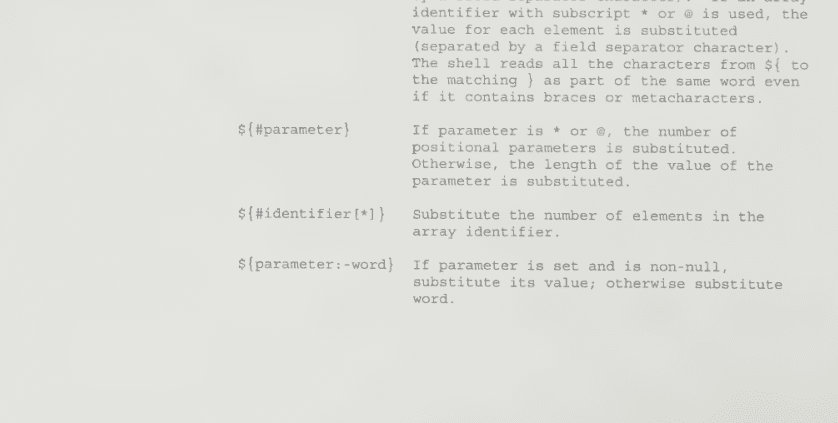 identifier with subscript * or @ is used, the
value for each element is substituted
(separated by a field separator character).
The shell reads all the characters from ${ to
the matching } as part of the same word even
if it contains braces or metacharacters.
${#parameter} If parameter is * or @, the number of
positional parameters is substituted.
Otherwise, the length of the value of the
parameter is substituted.
${#identifier[*]} Substitute the number of elements in the
array identifier.
${parameter:-word} If parameter is set and is non-null,
substitute its value; otherwise substitute
word.